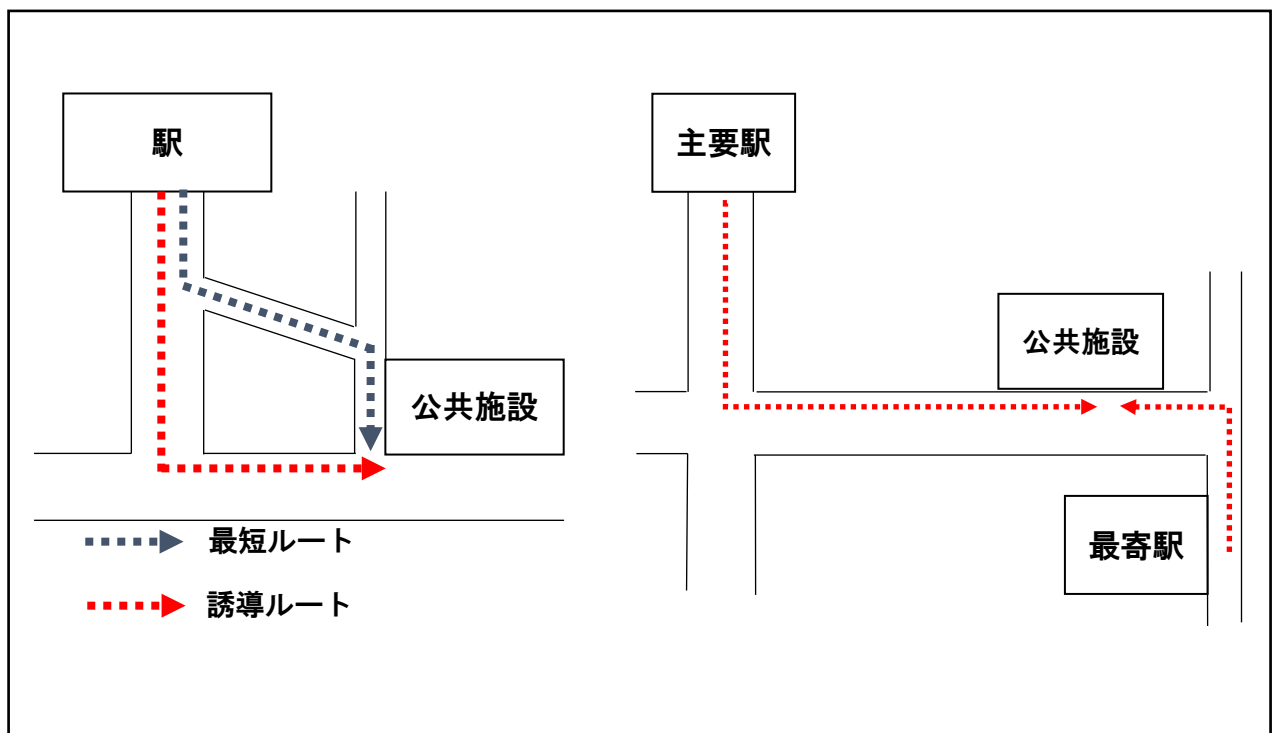 駅
公共施設
最短ルート
誘導ルート
主要駅
公共施設
最寄駅